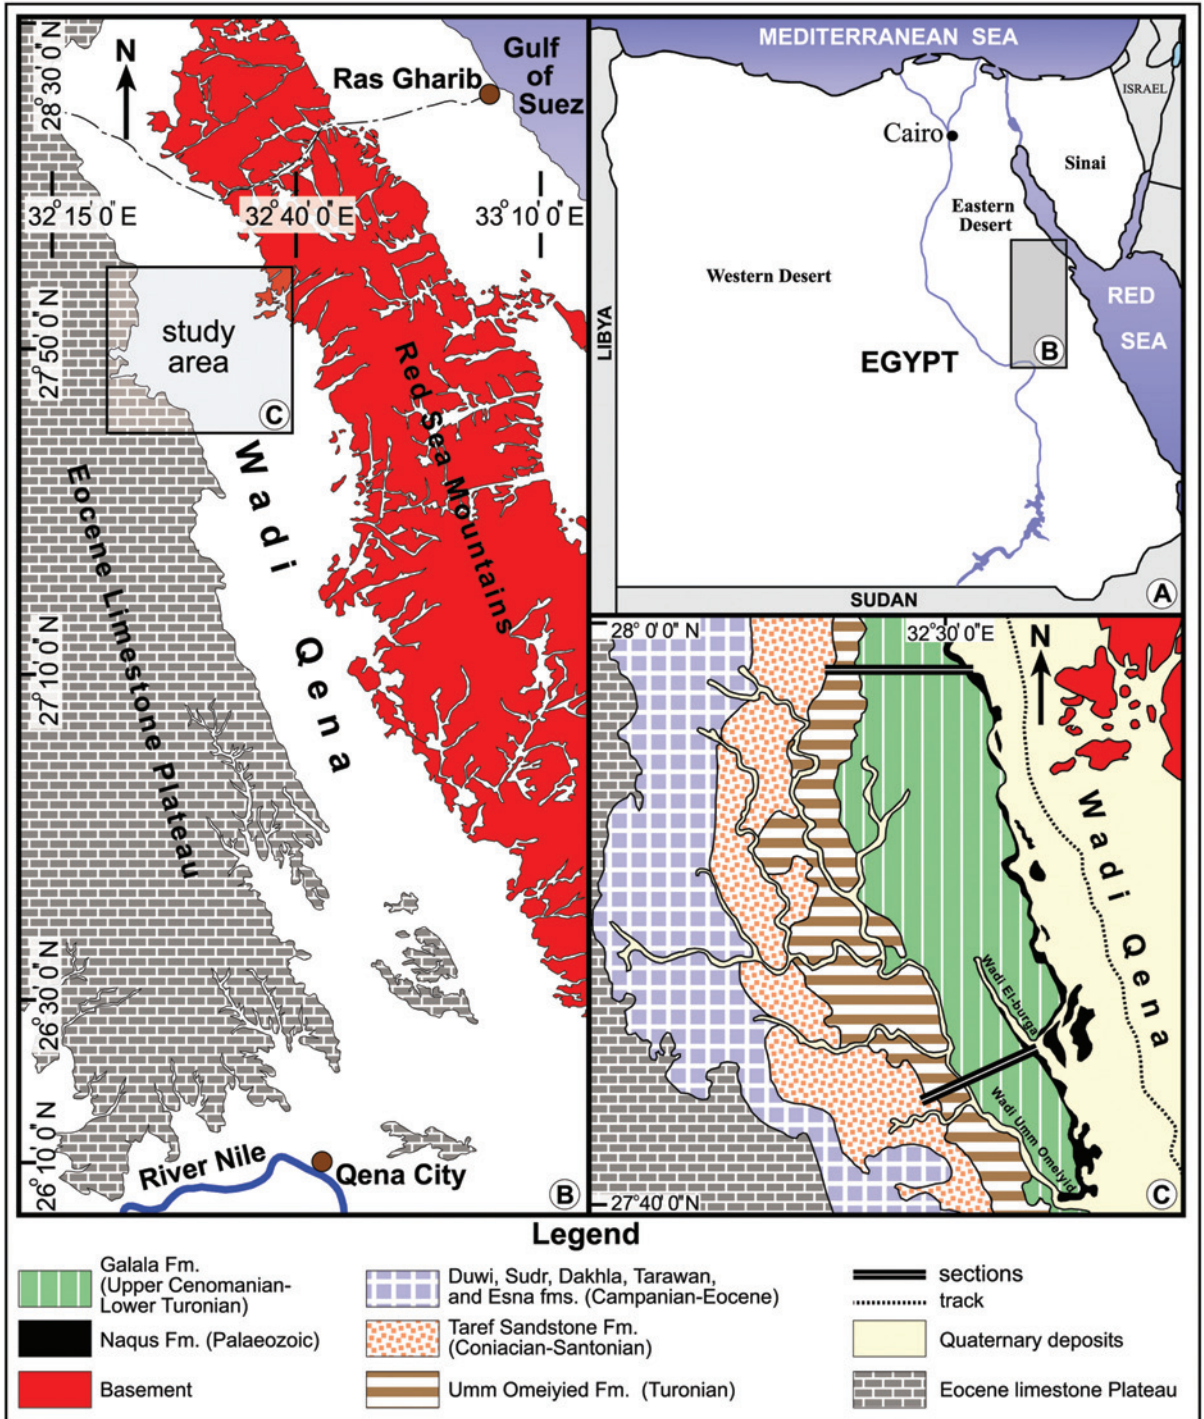 N
28° 30' 0" N
Ras Gharib
Gulf
of
Suez
32° 15' 0"E
32° 40' 0"E
33° 10' 0"E
study
area
C
27° 50' 0" N
Red Sea Mountains
Wadi Qena
Eocene Limestone Plateau
27° 10' 0" N
26° 30' 0" N
26° 10' 0" N
River Nile
Qena City
B
MEDITERRANEAN SEA
ISRAEL
Cairo
Sinai
Eastern
Desert
Western Desert
RED
SEA
LIBYA
B
EGYPT
SUDAN
A
28° 0' 0" N
32° 30' 0"E
N
Wadi Qena
Wadi El-burga
Wadi Umm Omeiyid
27° 40' 0" N
C
Legend
Galala Fm.
(Upper Cenomanian-
Lower Turonian)
Naqus Fm. (Palaeozoic)
Basement
Duwi, Sudr, Dakhla, Tarawan,
and Esna fms. (Campanian-Eocene)
Taref Sandstone Fm.
(Coniacian-Santonian)
Umm Omeiyied Fm. (Turonian)
sections
track
Quaternary deposits
Eocene limestone Plateau